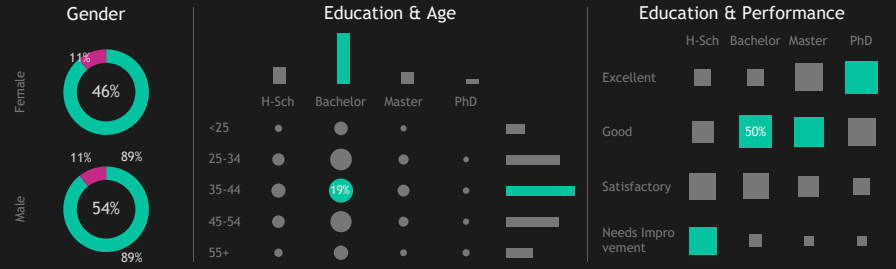 Gender
Education & Age
Education & Performance
Female
11%
46%
89%
Male
11%
54%
89%
H-Sch Bachelor Master PhD
<25
25-34
35-44 19%
45-54
55+
H-Sch Bachelor Master PhD
Excellent
Good 50%
Satisfactory
Needs Impro
vement